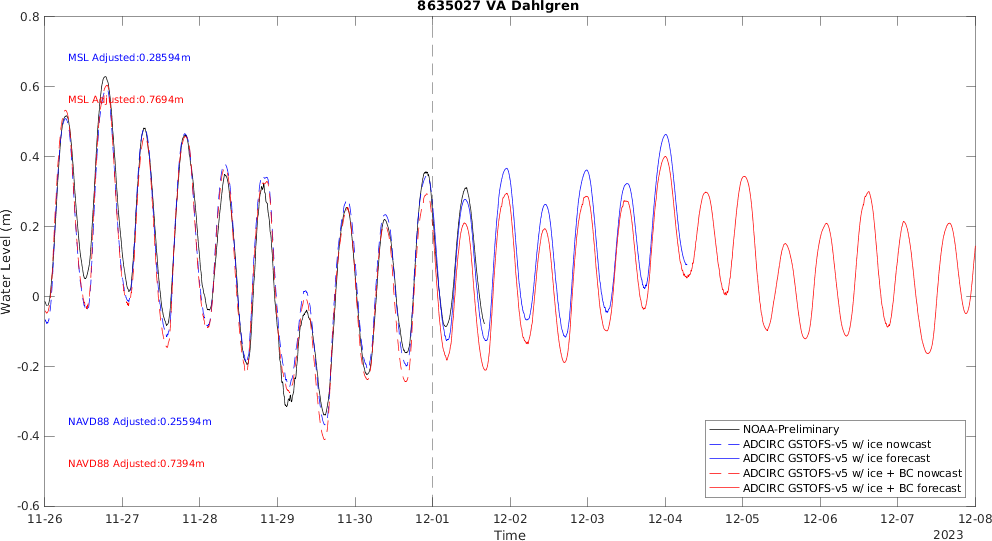 8635027 VA Dahlgren
0.8
0.6
0.4
0.2
0
-0.2
-0.4
-0.6
Water Level (m)
MSL Adjusted:0.28594m
MSL Adjusted:0.7694m
NAVD88 Adjusted:0.25594m
NAVD88 Adjusted:0.7394m
NOAA-Preliminary
ADCIRC GSTOFS-v5 w/ ice nowcast
ADCIRC GSTOFS-v5 w/ ice forecast
ADCIRC GSTOFS-v5 w/ ice + BC nowcast
ADCIRC GSTOFS-v5 w/ ice + BC forecast
11-26 11-27 11-28 11-29 11-30 12-01 12-02 12-03 12-04 12-05 12-06 12-07 12-08
Time
2023